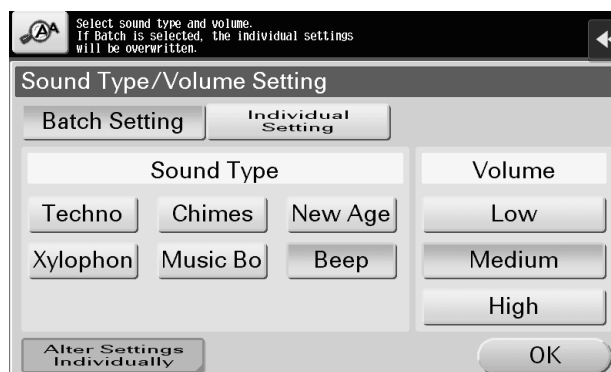 Select sound type and volume.
If Batch is selected, the individual settings
will be overwritten.
Sound Type/Volume Setting
Batch Setting
Individual
Setting
Sound Type
Volume
Techno
Chimes
New Age
Low
Xylophon
Music Bo
Beep
Medium
High
Alter Settings
Individually
OK